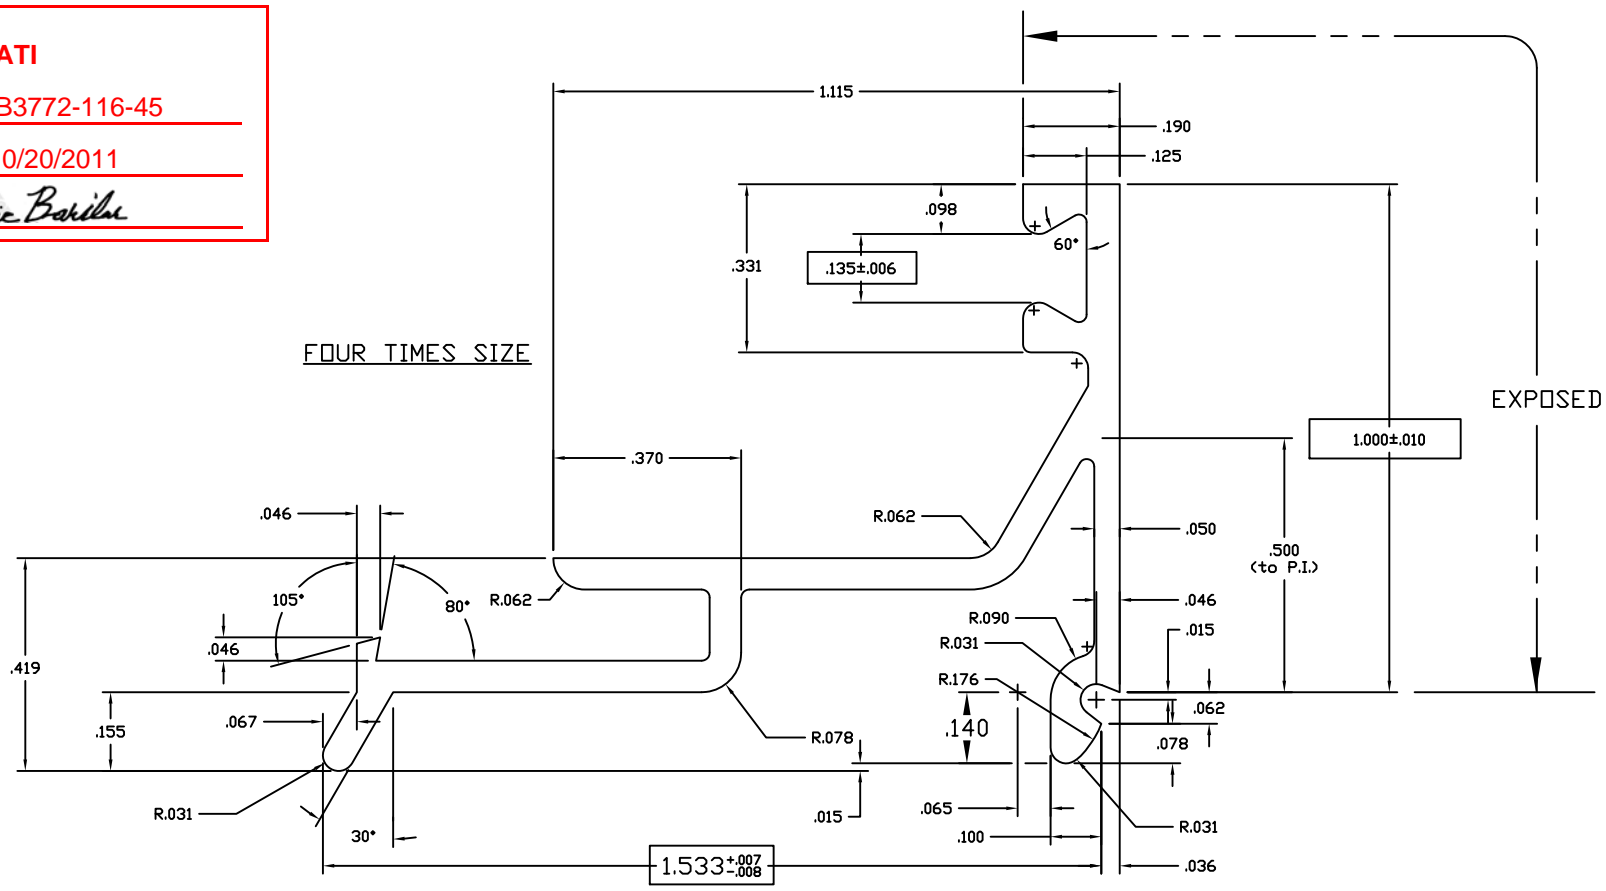 ATI
B3772-116-45
0/20/2011
Barilar
1.115
.190
.125
.098
.331
.135±.006
60°
FOUR TIMES SIZE
EXPOSED
1.000±.010
.370
.046
R.062
.050
.500
(to P.I.)
105°
80°
R.062
.046
R.090
.015
.046
R.031
.419
R.176
.062
.067
.155
.140
R.078
.078
.065
R.031
.015
.100
R.031
30°
1.533 +.007 -.008
.036